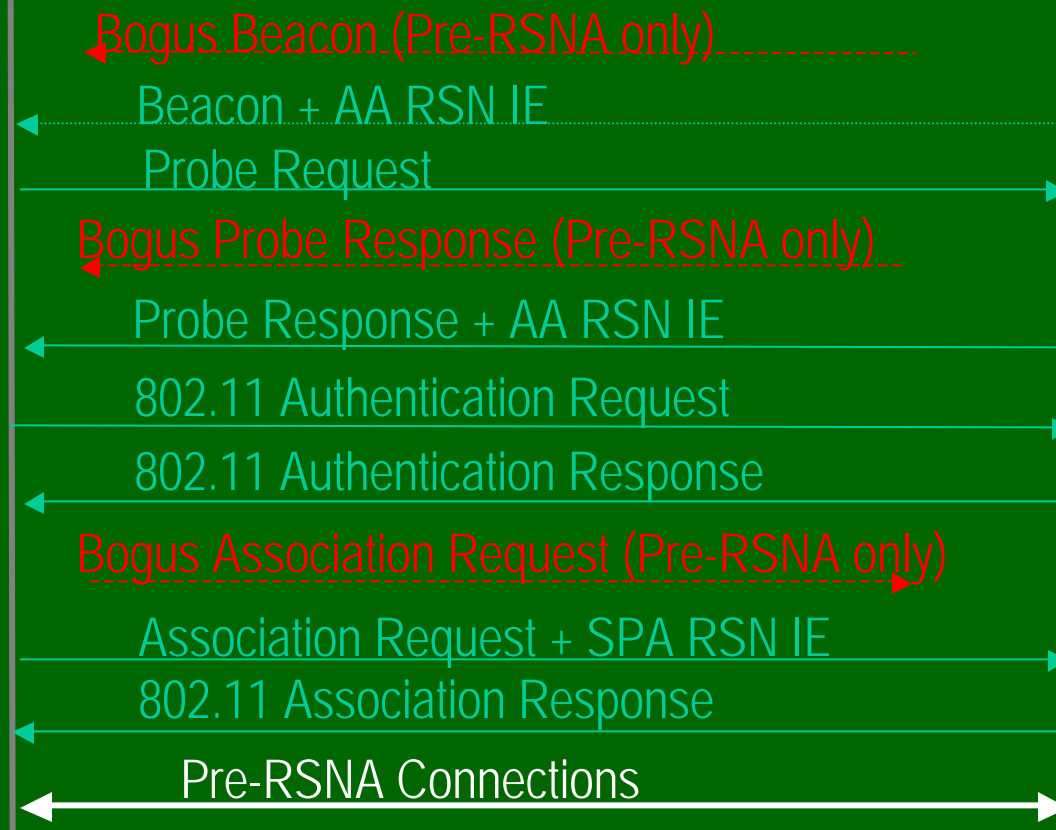 Bogus Beacon (Pre-RSNA only)
Beacon + AA RSN IE
Probe Request
Bogus Probe Response (Pre-RSNA only)
Probe Response + AA RSN IE
802.11 Authentication Request
802.11 Authentication Response
Bogus Association Request (Pre-RSNA only)
Association Request + SPA RSN IE
802.11 Association Response
Pre-RSNA Connections